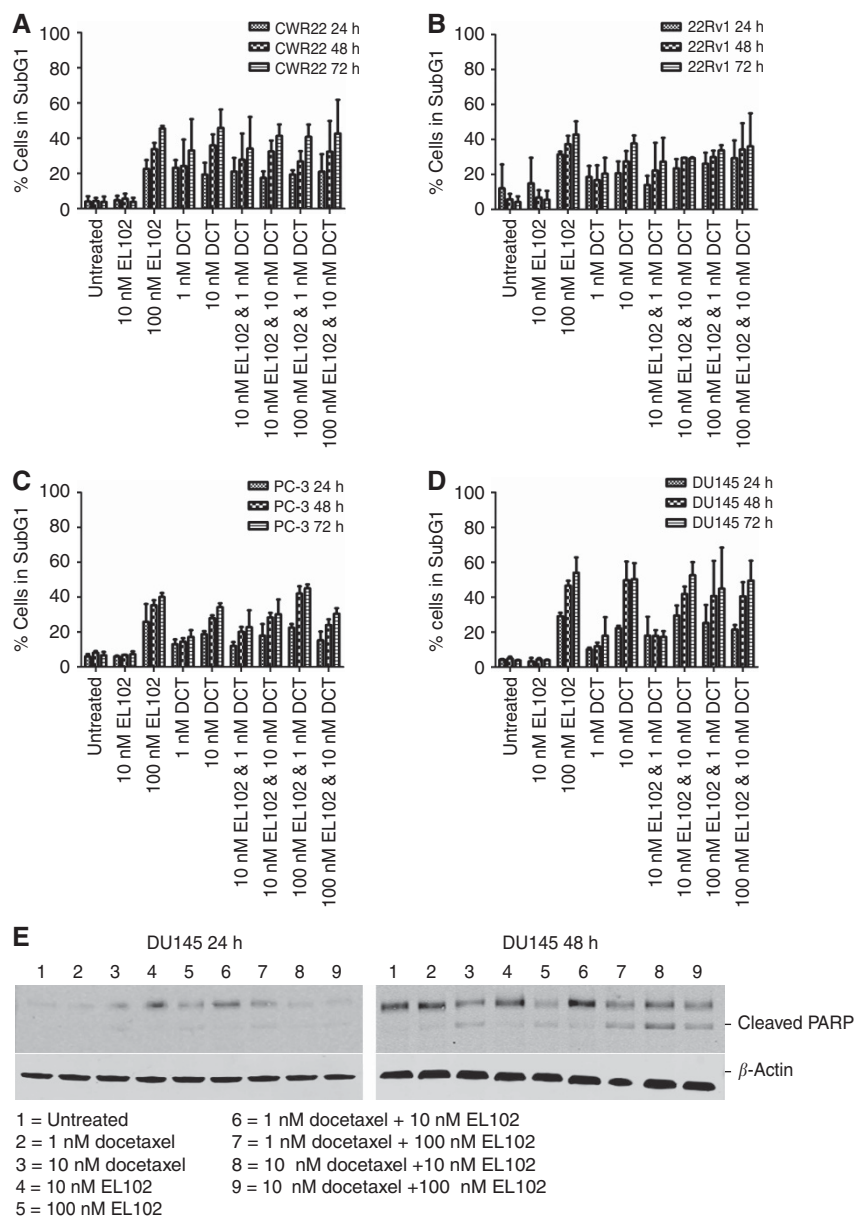 A
% Cells in SubG1
100
80
60
40
20
0
CWR22 24 h
CWR22 48 h
CWR22 72 h
Untreated
10 nM EL102
100 nM EL102
1 nM DCT
10 nM DCT
10 nM EL102 & 1 nM DCT
10 nM EL102 & 10 nM DCT
100 nM EL102 & 1 nM DCT
100 nM EL102 & 10 nM DCT
B
% Cells in SubG1
100
80
60
40
20
0
22Rv1 24 h
22Rv1 48 h
22Rv1 72 h
Untreated
10 nM EL102
100 nM EL102
1 nM DCT
10 nM DCT
10 nM EL102 & 1 nM DCT
10 nM EL102 & 10 nM DCT
100 nM EL102 & 1 nM DCT
100 nM EL102 & 10 nM DCT
C
% Cells in SubG1
100
80
60
40
20
0
PC-3 24 h
PC-3 48 h
PC-3 72 h
Untreated
10 nM EL102
100 nM EL102
1 nM DCT
10 nM DCT
10 nM EL102 & 1 nM DCT
10 nM EL102 & 10 nM DCT
100 nM EL102 & 1 nM DCT
100 nM EL102 & 10 nM DCT
D
% cells in SubG1
100
80
60
40
20
0
DU145 24 h
DU145 48 h
DU145 72 h
Untreated
10 nM EL102
100 nM EL102
1 nM DCT
10 nM DCT
10 nM EL102 & 1 nM DCT
10 nM EL102 & 10 nM DCT
100 nM EL102 & 1 nM DCT
100 nM EL102 & 10 nM DCT
E
DU145 24 h
1 2 3 4 5 6 7 8 9
DU145 48 h
1 2 3 4 5 6 7 8 9
Cleaved PARP
β-Actin
1 = Untreated
2 = 1 nM docetaxel
3 = 10 nM docetaxel
4 = 10 nM EL102
5 = 100 nM EL102
6 = 1 nM docetaxel + 10 nM EL102
7 = 1 nM docetaxel + 100 nM EL102
8 = 10 nM docetaxel +10 nM EL102
9 = 10 nM docetaxel +100 nM EL102